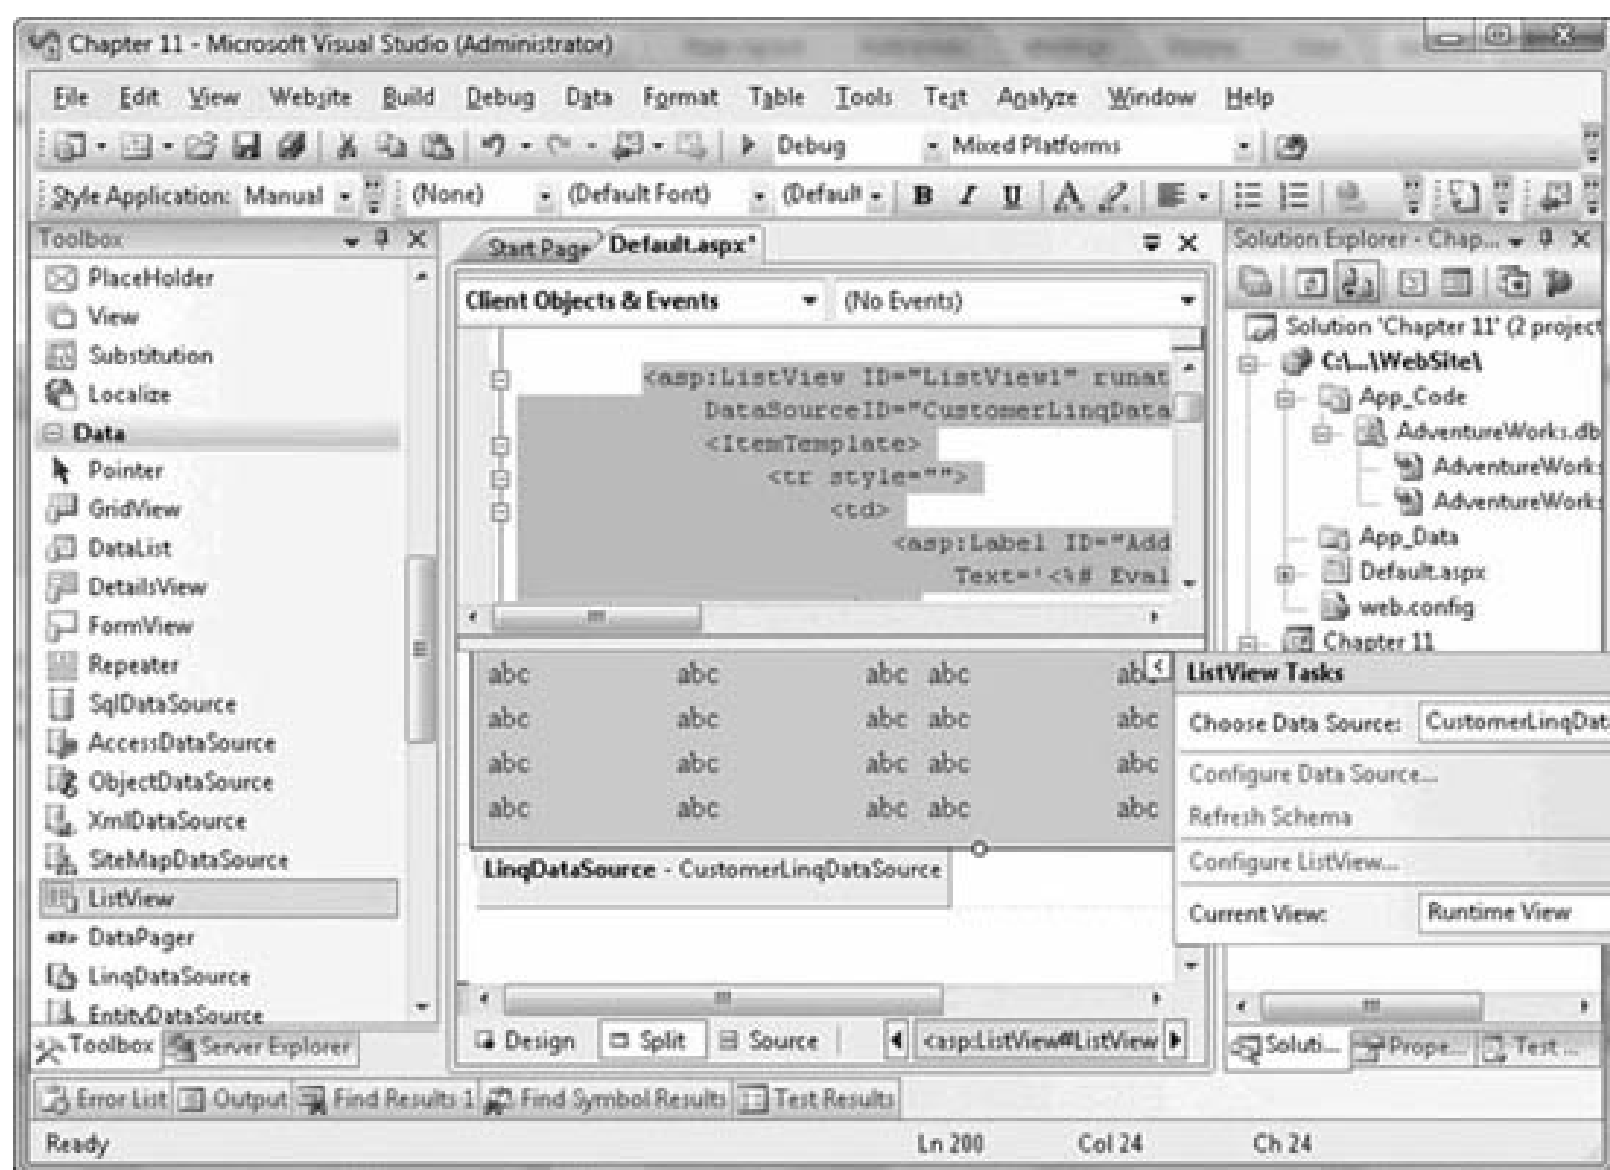 Chapter 11 - Microsoft Visual Studio (Administrator)
File Edit View Website Build Debug Data Format Table Tools Test Analyze Window Help
Debug Mixed Platforms
Style Application: Manual (None) (Default Font) (Default B I U A
Toolbox
PlaceHolder
View
Substitution
Localize
Data
Pointer
GridView
DataList
DetailsView
FormView
Repeater
SqlDataSource
AccessDataSource
ObjectDataSource
XmlDataSource
SiteMapDataSource
ListView
DataPager
LinqDataSource
EntityDataSource
Toolbox Server Explorer
Start Page Default.aspx*
Client Objects & Events (No Events)
<asp:ListView ID="ListView1" runat
DataSourceID="CustomerLinqData
<ItemTemplate>
<tr style="">
<td>
<asp:Label ID="Add
Text='<%# Eval
abc abc abc abc abc
abc abc abc abc abc
abc abc abc abc abc
abc abc abc abc abc
LinqDataSource - CustomerLinqDataSource
Design Split Source <asp:ListView#ListView
Solution Explorer - Chap...
Solution 'Chapter 11' (2 project
C:\...\WebSite\
App_Code
AdventureWorks.db
AdventureWorks
AdventureWorks
App_Data
Default.aspx
web.config
Chapter 11
ListView Tasks
Choose Data Source: CustomerLinqDat
Configure Data Source...
Refresh Schema
Configure ListView...
Current View: Runtime View
Soluti... Prope... Test ...
Error List Output Find Results 1 Find Symbol Results Test Results
Ready Ln 200 Col 24 Ch 24